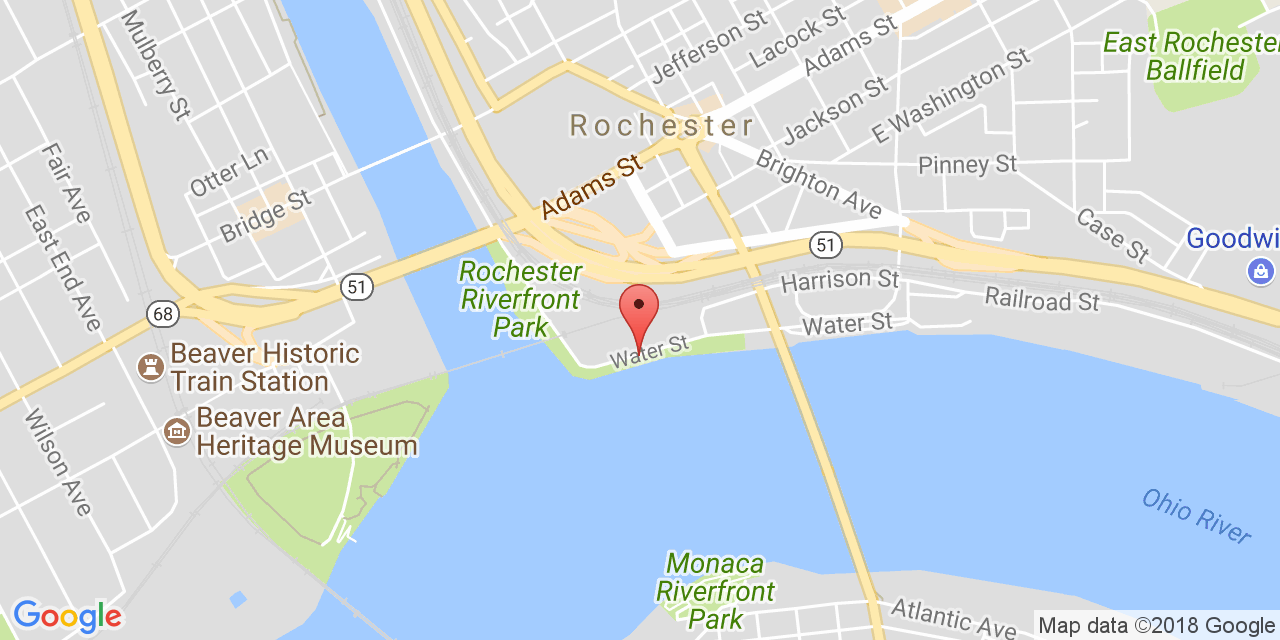 Mulberry St
Jefferson St
Lacock St
Adams St
East Rochester
Ballfield
Rochester
Jackson St
E Washington St
Fair Ave
Otter Ln
Adams St
Brighton Ave
Pinney St
Bridge St
East End Ave
Case St
51
Goodwi
Rochester
Riverfront
Park
51
Harrison St
Railroad St
68
Water St
Water St
Beaver Historic
Train Station
Beaver Area
Heritage Museum
Wilson Ave
Ohio River
Monaca
Riverfront
Park
Atlantic Ave
Google
Map data ©2018 Google